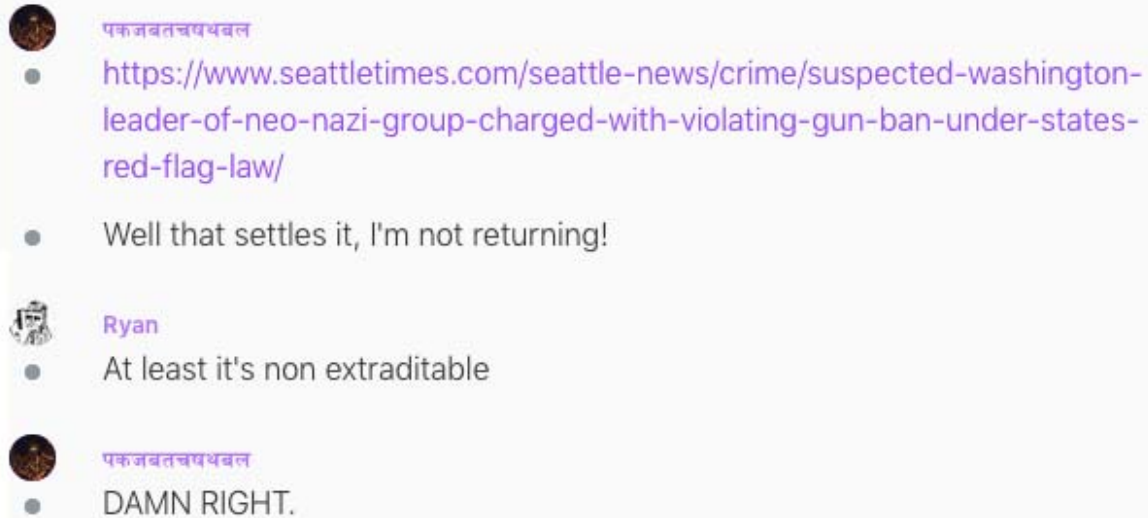 पकजबतचषथबल
https://www.seattletimes.com/seattle-news/crime/suspected-washington-
leader-of-neo-nazi-group-charged-with-violating-gun-ban-under-states-
red-flag-law/
Well that settles it, I'm not returning!
Ryan
At least it's non extraditable
पकजबतचषथबल
DAMN RIGHT.